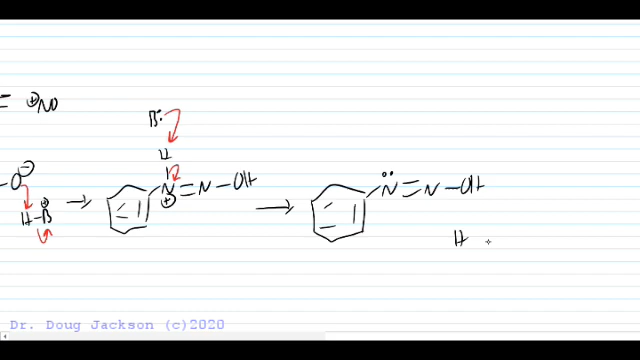 = ⊕NO
B:
H
-O⊖ N=N-OH N=N-OH
⊕ ⊕
H-B H
Dr. Doug Jackson (c)2020